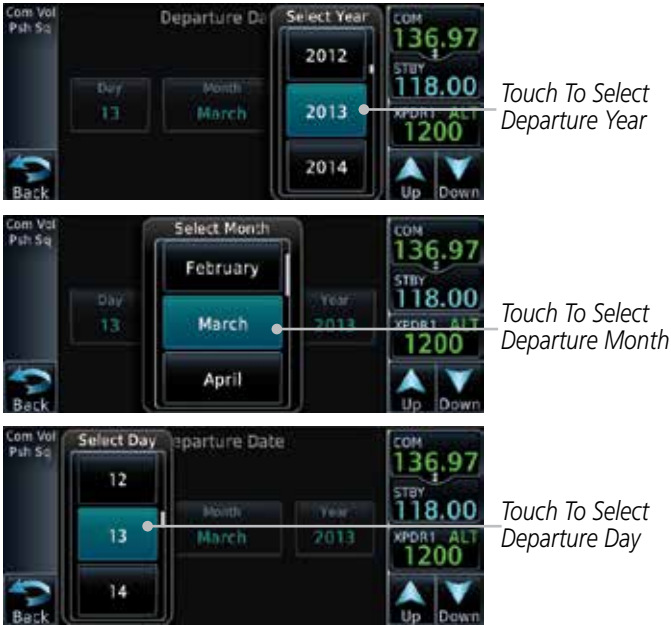 Com Vol
Psh Sq
Departure Da
Select Year
2012
2013
2014
Day
13
Month
March
COM
136.97
STBY
118.00
XPDR1 ALT
1200
Back
Up Down
Touch To Select
Departure Year
Com Vol
Psh Sq
Select Month
February
March
April
Day
13
Year
2013
COM
136.97
STBY
118.00
XPDR1 ALT
1200
Back
Up Down
Touch To Select
Departure Month
Com Vol
Psh Sq
Select Day
eparture Date
12
13
14
Month
March
Year
2013
COM
136.97
STBY
118.00
XPDR1 ALT
1200
Back
Up Down
Touch To Select
Departure Day